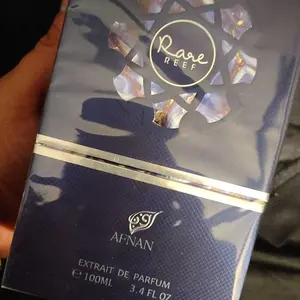 Rare
REEF
AFNAN
EXTRAIT DE PARFUM
℮ 100ML 3.4 FL OZ